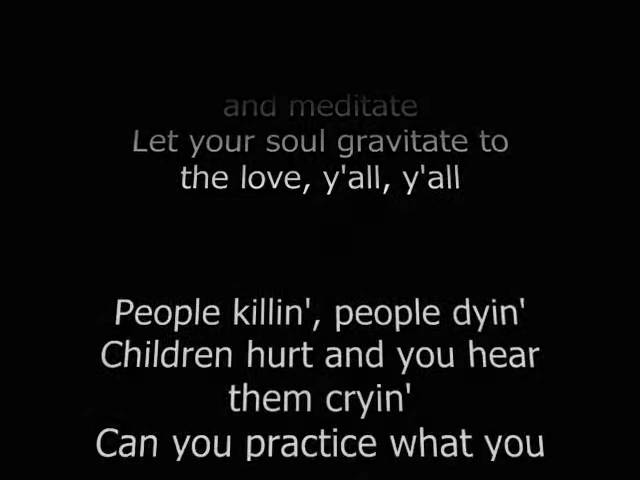 and meditate
Let your soul gravitate to
the love, y'all, y'all
People killin', people dyin'
Children hurt and you hear
them cryin'
Can you practice what you